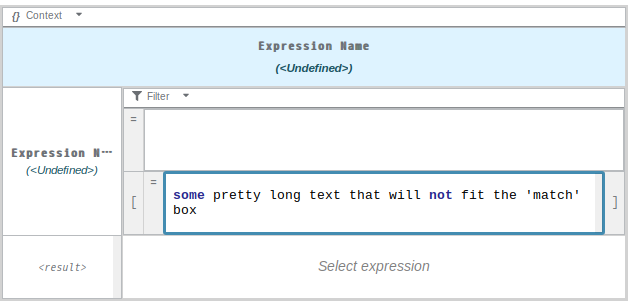 {} Context
Expression Name
(<Undefined>)
Filter
=
Expression N…
(<Undefined>)
=
[ some pretty long text that will not fit the 'match' ]
box
<result>
Select expression